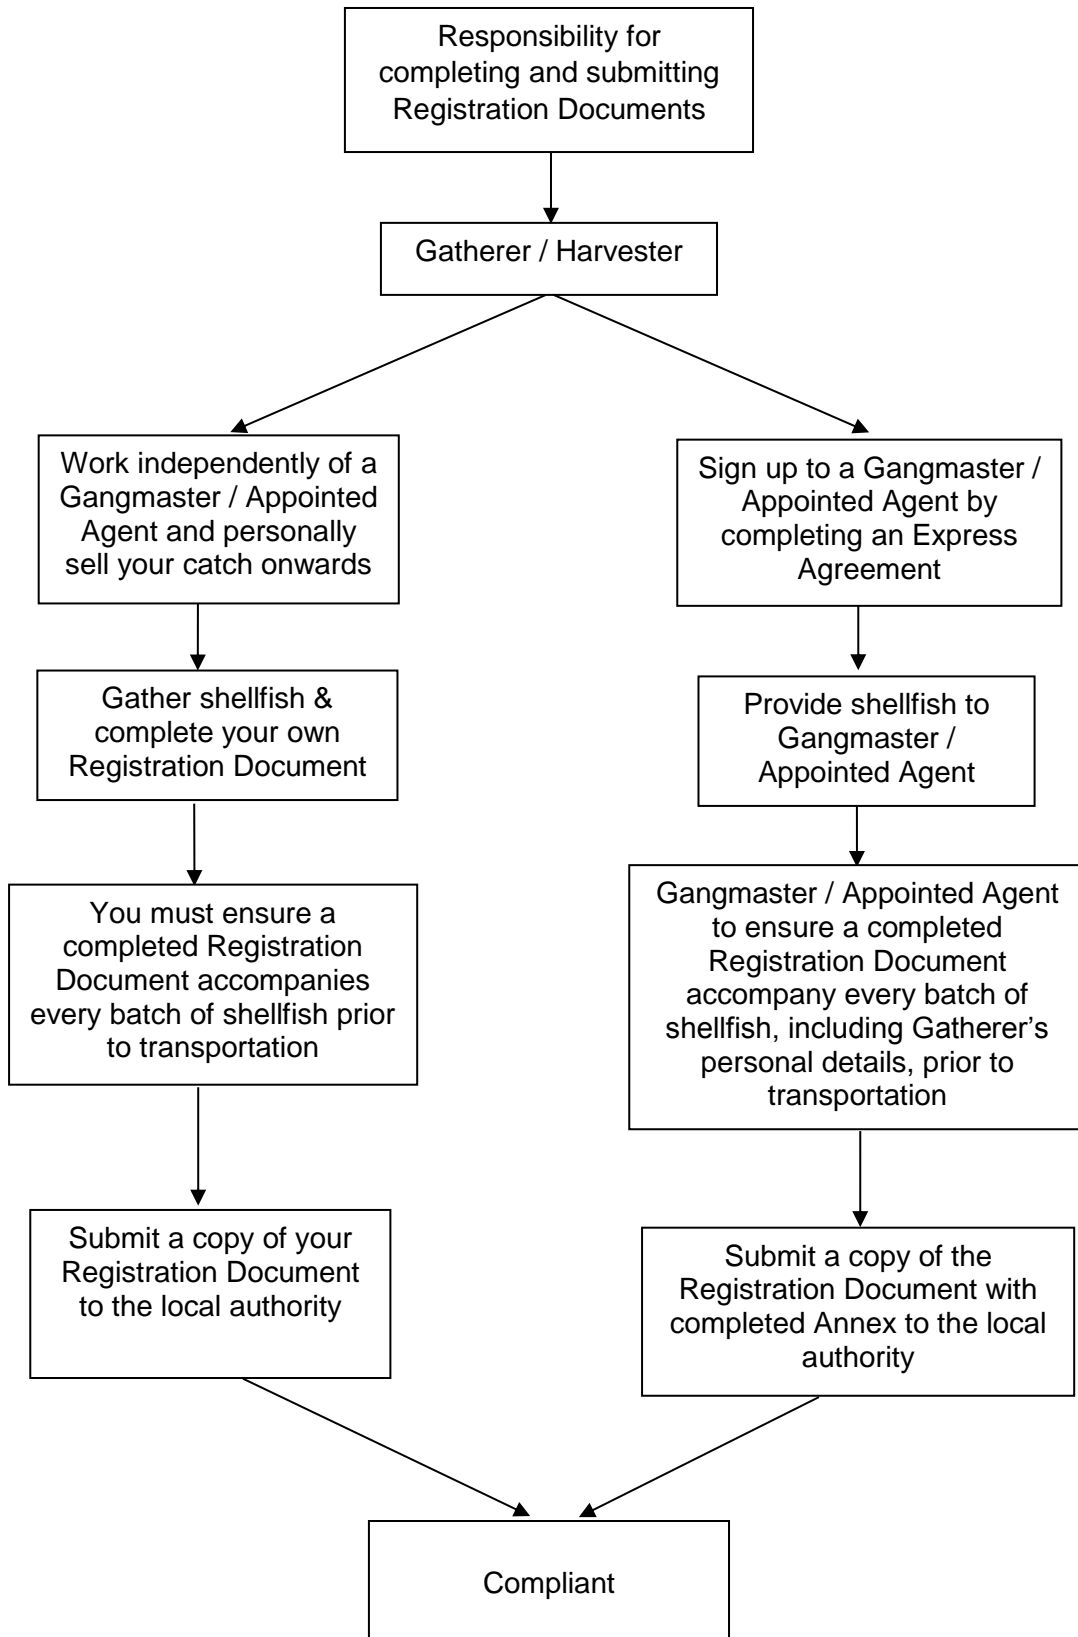 Responsibility for
completing and submitting
Registration Documents
Gatherer / Harvester
Work independently of a
Gangmaster / Appointed
Agent and personally
sell your catch onwards
Gather shellfish &
complete your own
Registration Document
You must ensure a
completed Registration
Document accompanies
every batch of shellfish prior
to transportation
Submit a copy of your
Registration Document
to the local authority
Sign up to a Gangmaster /
Appointed Agent by
completing an Express
Agreement
Provide shellfish to
Gangmaster /
Appointed Agent
Gangmaster / Appointed Agent
to ensure a completed
Registration Document
accompany every batch of
shellfish, including Gatherer’s
personal details, prior to
transportation
Submit a copy of the
Registration Document with
completed Annex to the local
authority
Compliant